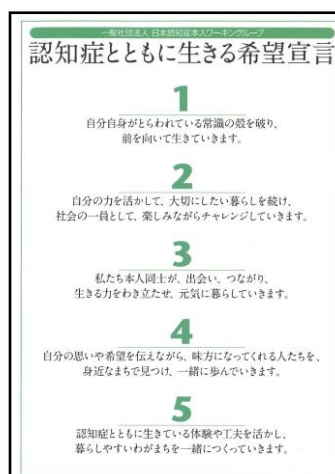 一般社団法人 日本認知症本人ワーキンググループ
認知症とともに生きる希望宣言
1
自分自身がとらわれている常識の殻を破り、
前を向いて生きていきます。
2
自分の力を活かして、大切にしたい暮らしを続け、
社会の一員として、楽しみながらチャレンジしていきます。
3
私たち本人同士が、出会い、つながり、
生きる力をわき立たせ、元気に暮らしていきます。
4
自分の思いや希望を伝えながら、味方になってくれる人たちを、
身近なまちで見つけ、一緒に歩んでいきます。
5
認知症とともに生きている体験や工夫を活かし、
暮らしやすいわがまちを一緒につくっていきます。